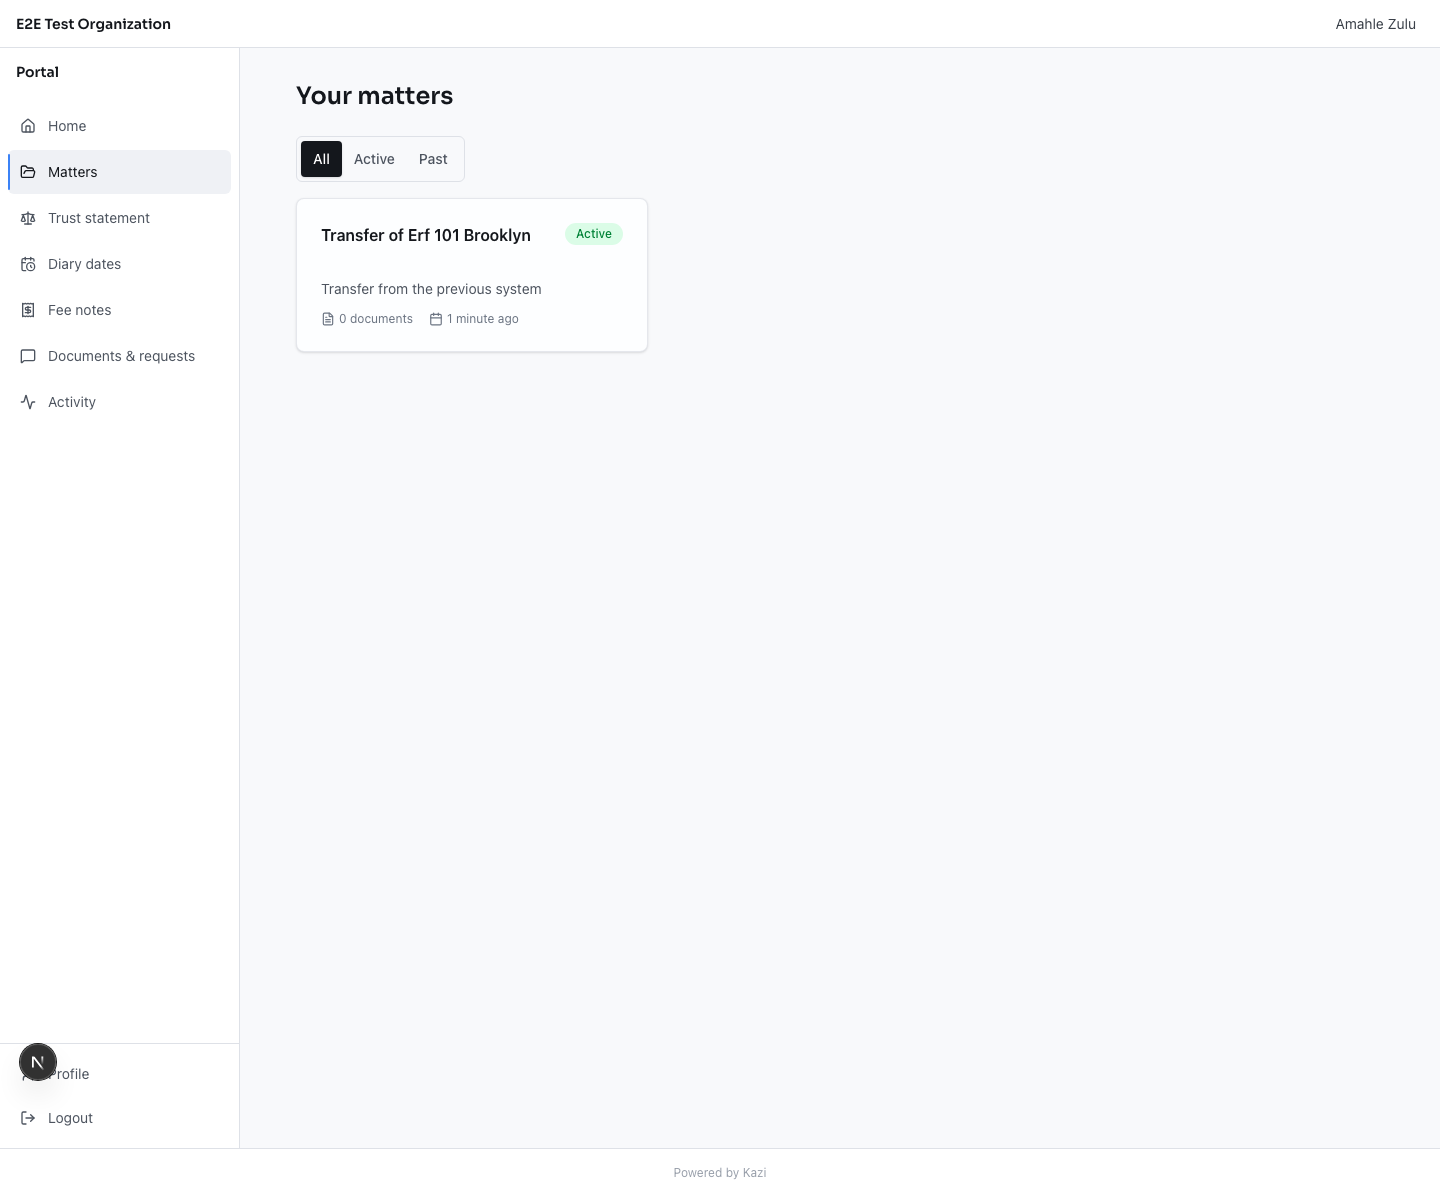 E2E Test Organization
Amahle Zulu
Portal
Home
Matters
Trust statement
Diary dates
Fee notes
Documents & requests
Activity
Your matters
All Active Past
Transfer of Erf 101 Brooklyn Active
Transfer from the previous system
0 documents 1 minute ago
N
Profile
Logout
Powered by Kazi